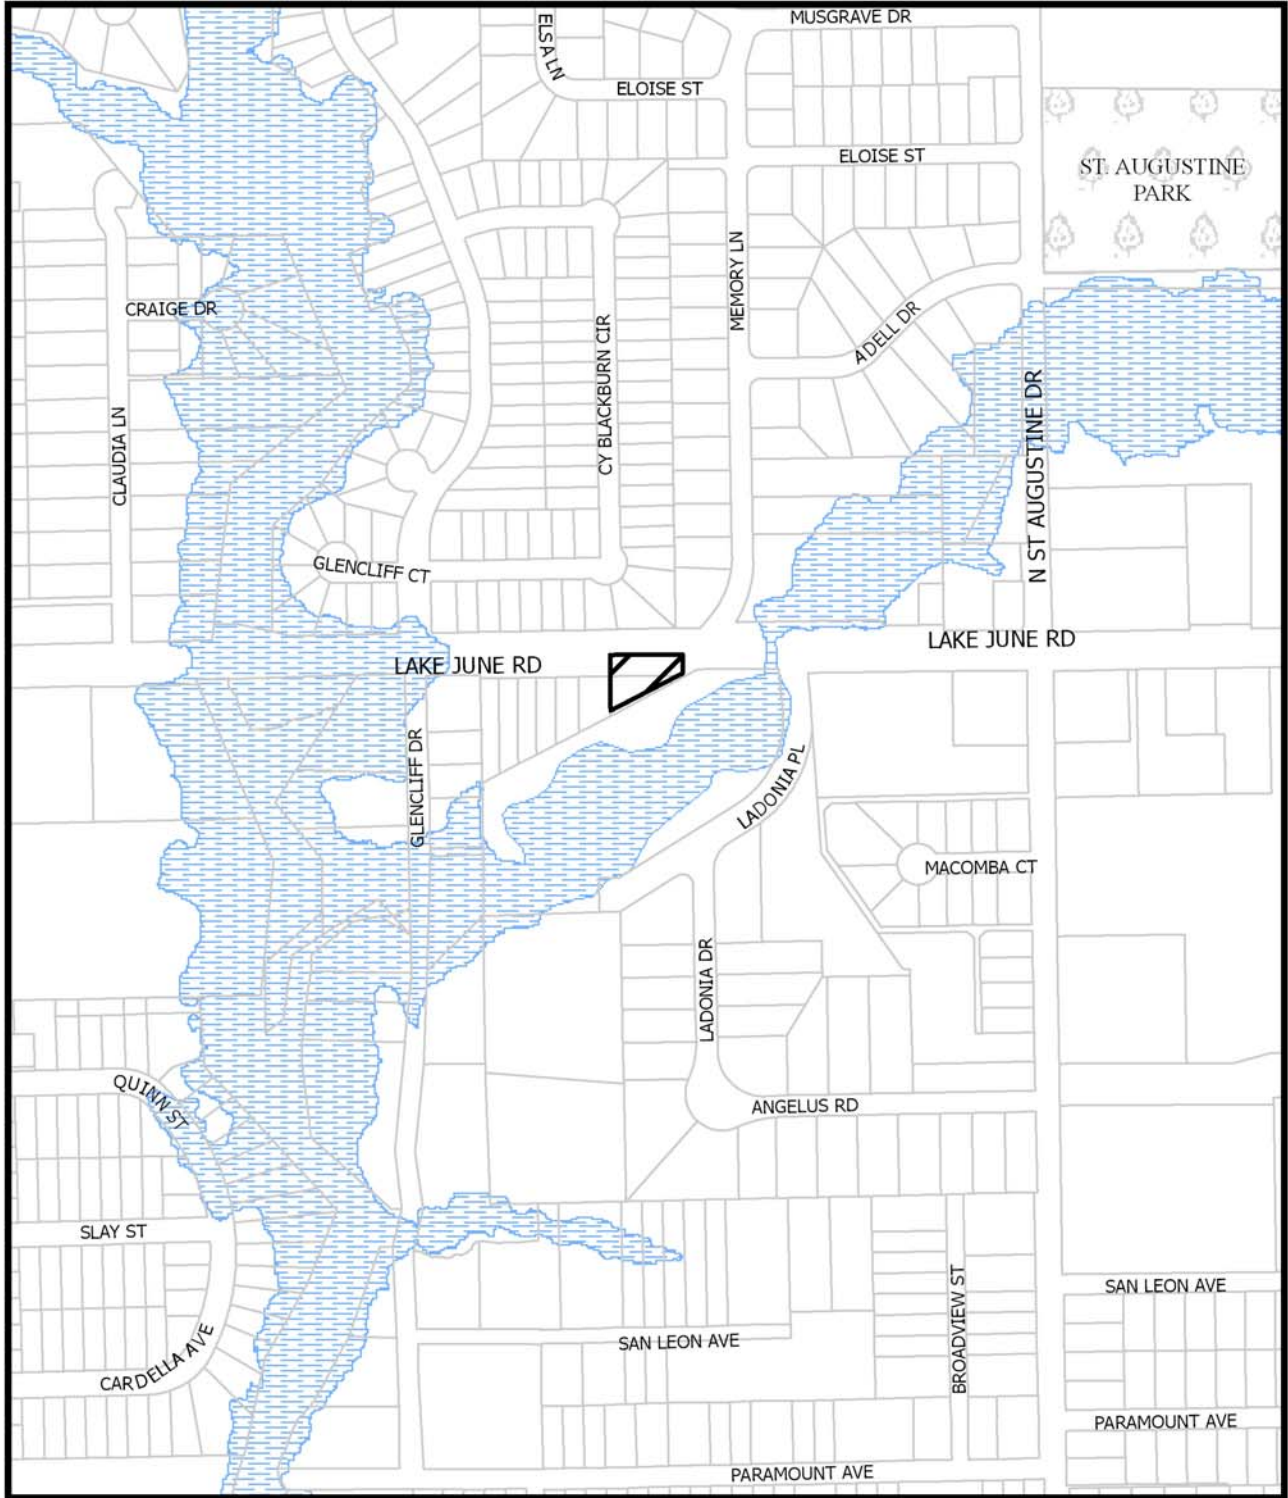 MUSGRAVE DR
ELSA LN
ELOISE ST
ELOISE ST
ST. AUGUSTINE
PARK
MEMORY LN
CRAIGE DR
ADELL DR
CY BLACKBURN CIR
N ST AUGUSTINE DR
CLAUDIA LN
GLENCLIFF CT
LAKE JUNE RD
LAKE JUNE RD
GLENCLIFF DR
LADONIA PL
MACOMBA CT
LADONIA DR
QUINN ST
ANGELUS RD
SLAY ST
SAN LEON AVE
SAN LEON AVE
BROADVIEW ST
CARDELLA AVE
PARAMOUNT AVE
PARAMOUNT AVE